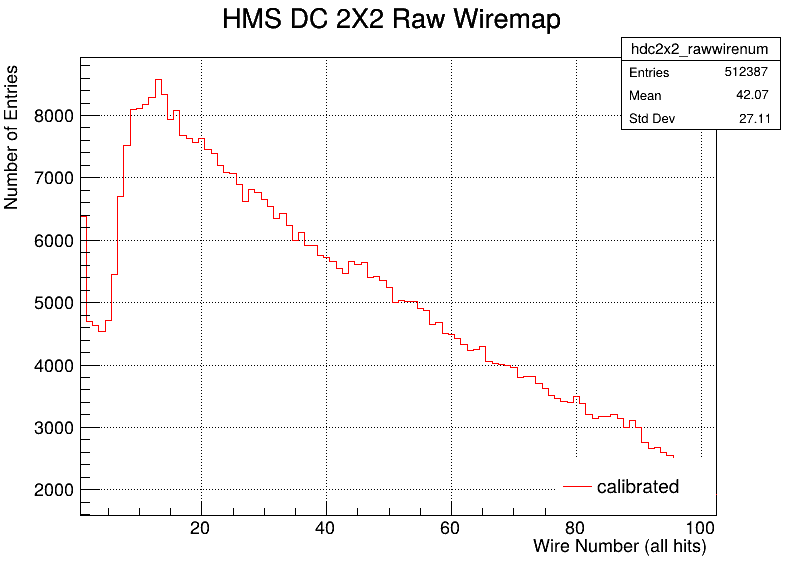 HMS DC 2X2 Raw Wiremap
hdc2x2_rawwirenum
Entries 512387
Mean 42.07
Std Dev 27.11
Number of Entries
8000
7000
6000
5000
4000
3000
2000
calibrated
20 40 60 80 100
Wire Number (all hits)